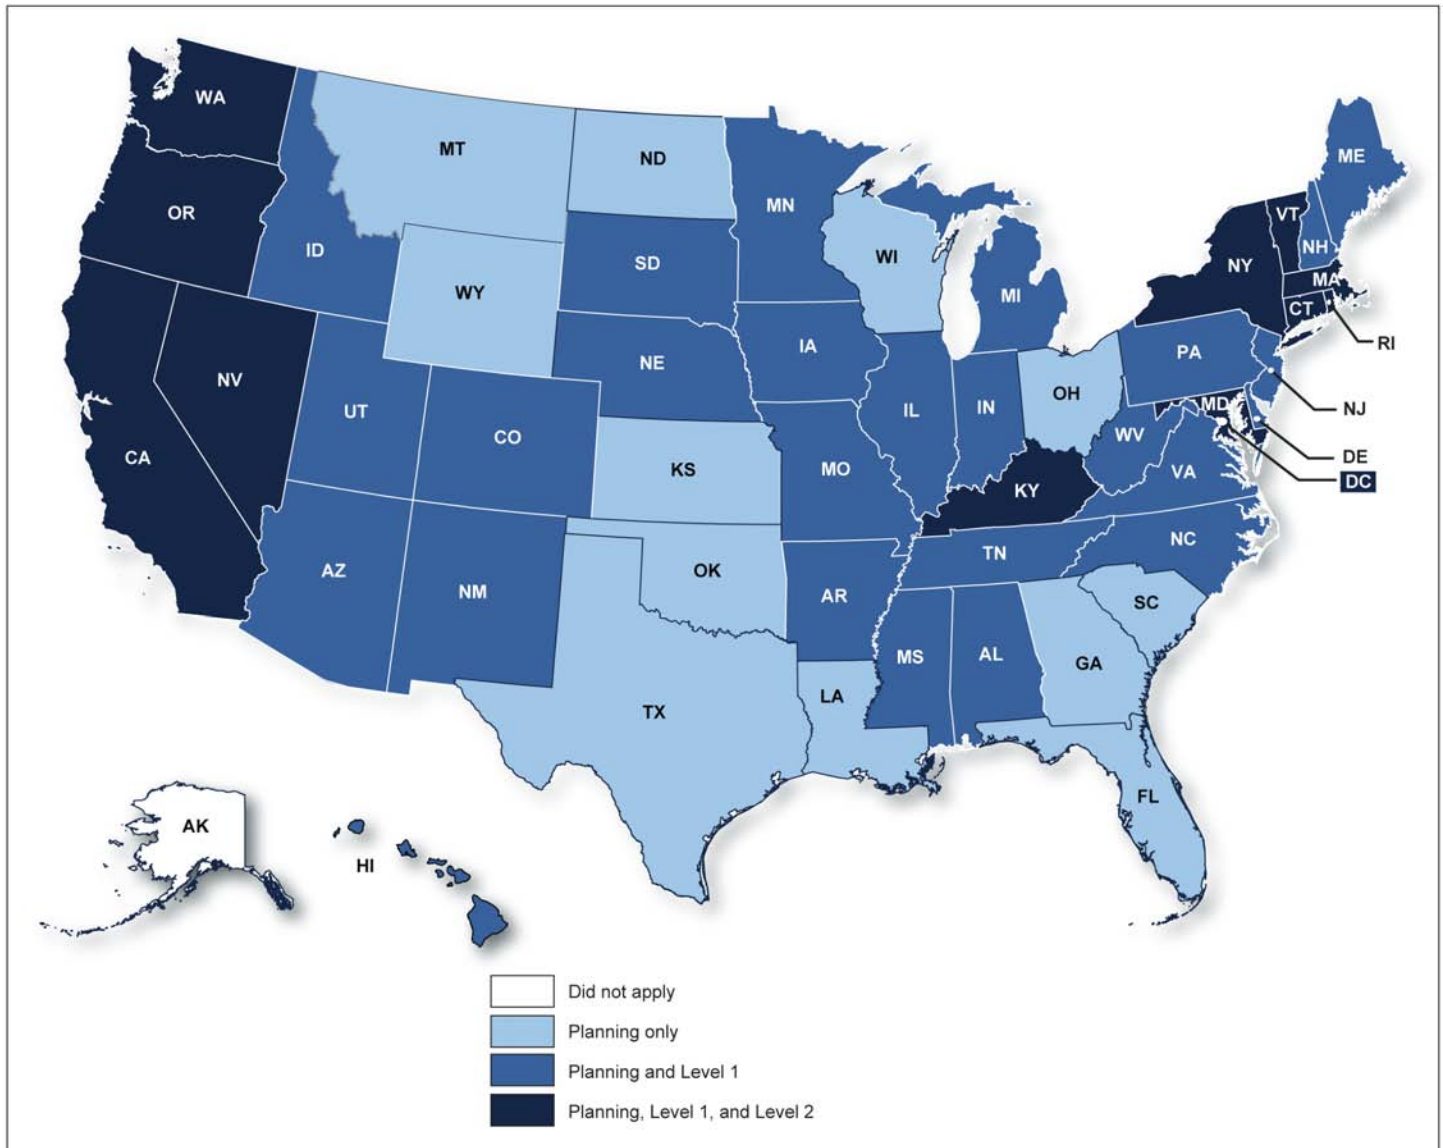 WA
MT
ND
ME
OR
ID
MN
VT
NH
SD
WI
NY
MA
WY
MI
CT
RI
NE
IA
PA
NV
UT
CO
IL
IN
OH
MD
NJ
CA
KS
MO
WV
VA
DE
DC
KY
NC
TN
AZ
NM
OK
AR
SC
MS
AL
GA
TX
LA
FL
AK
HI
Did not apply
Planning only
Planning and Level 1
Planning, Level 1, and Level 2